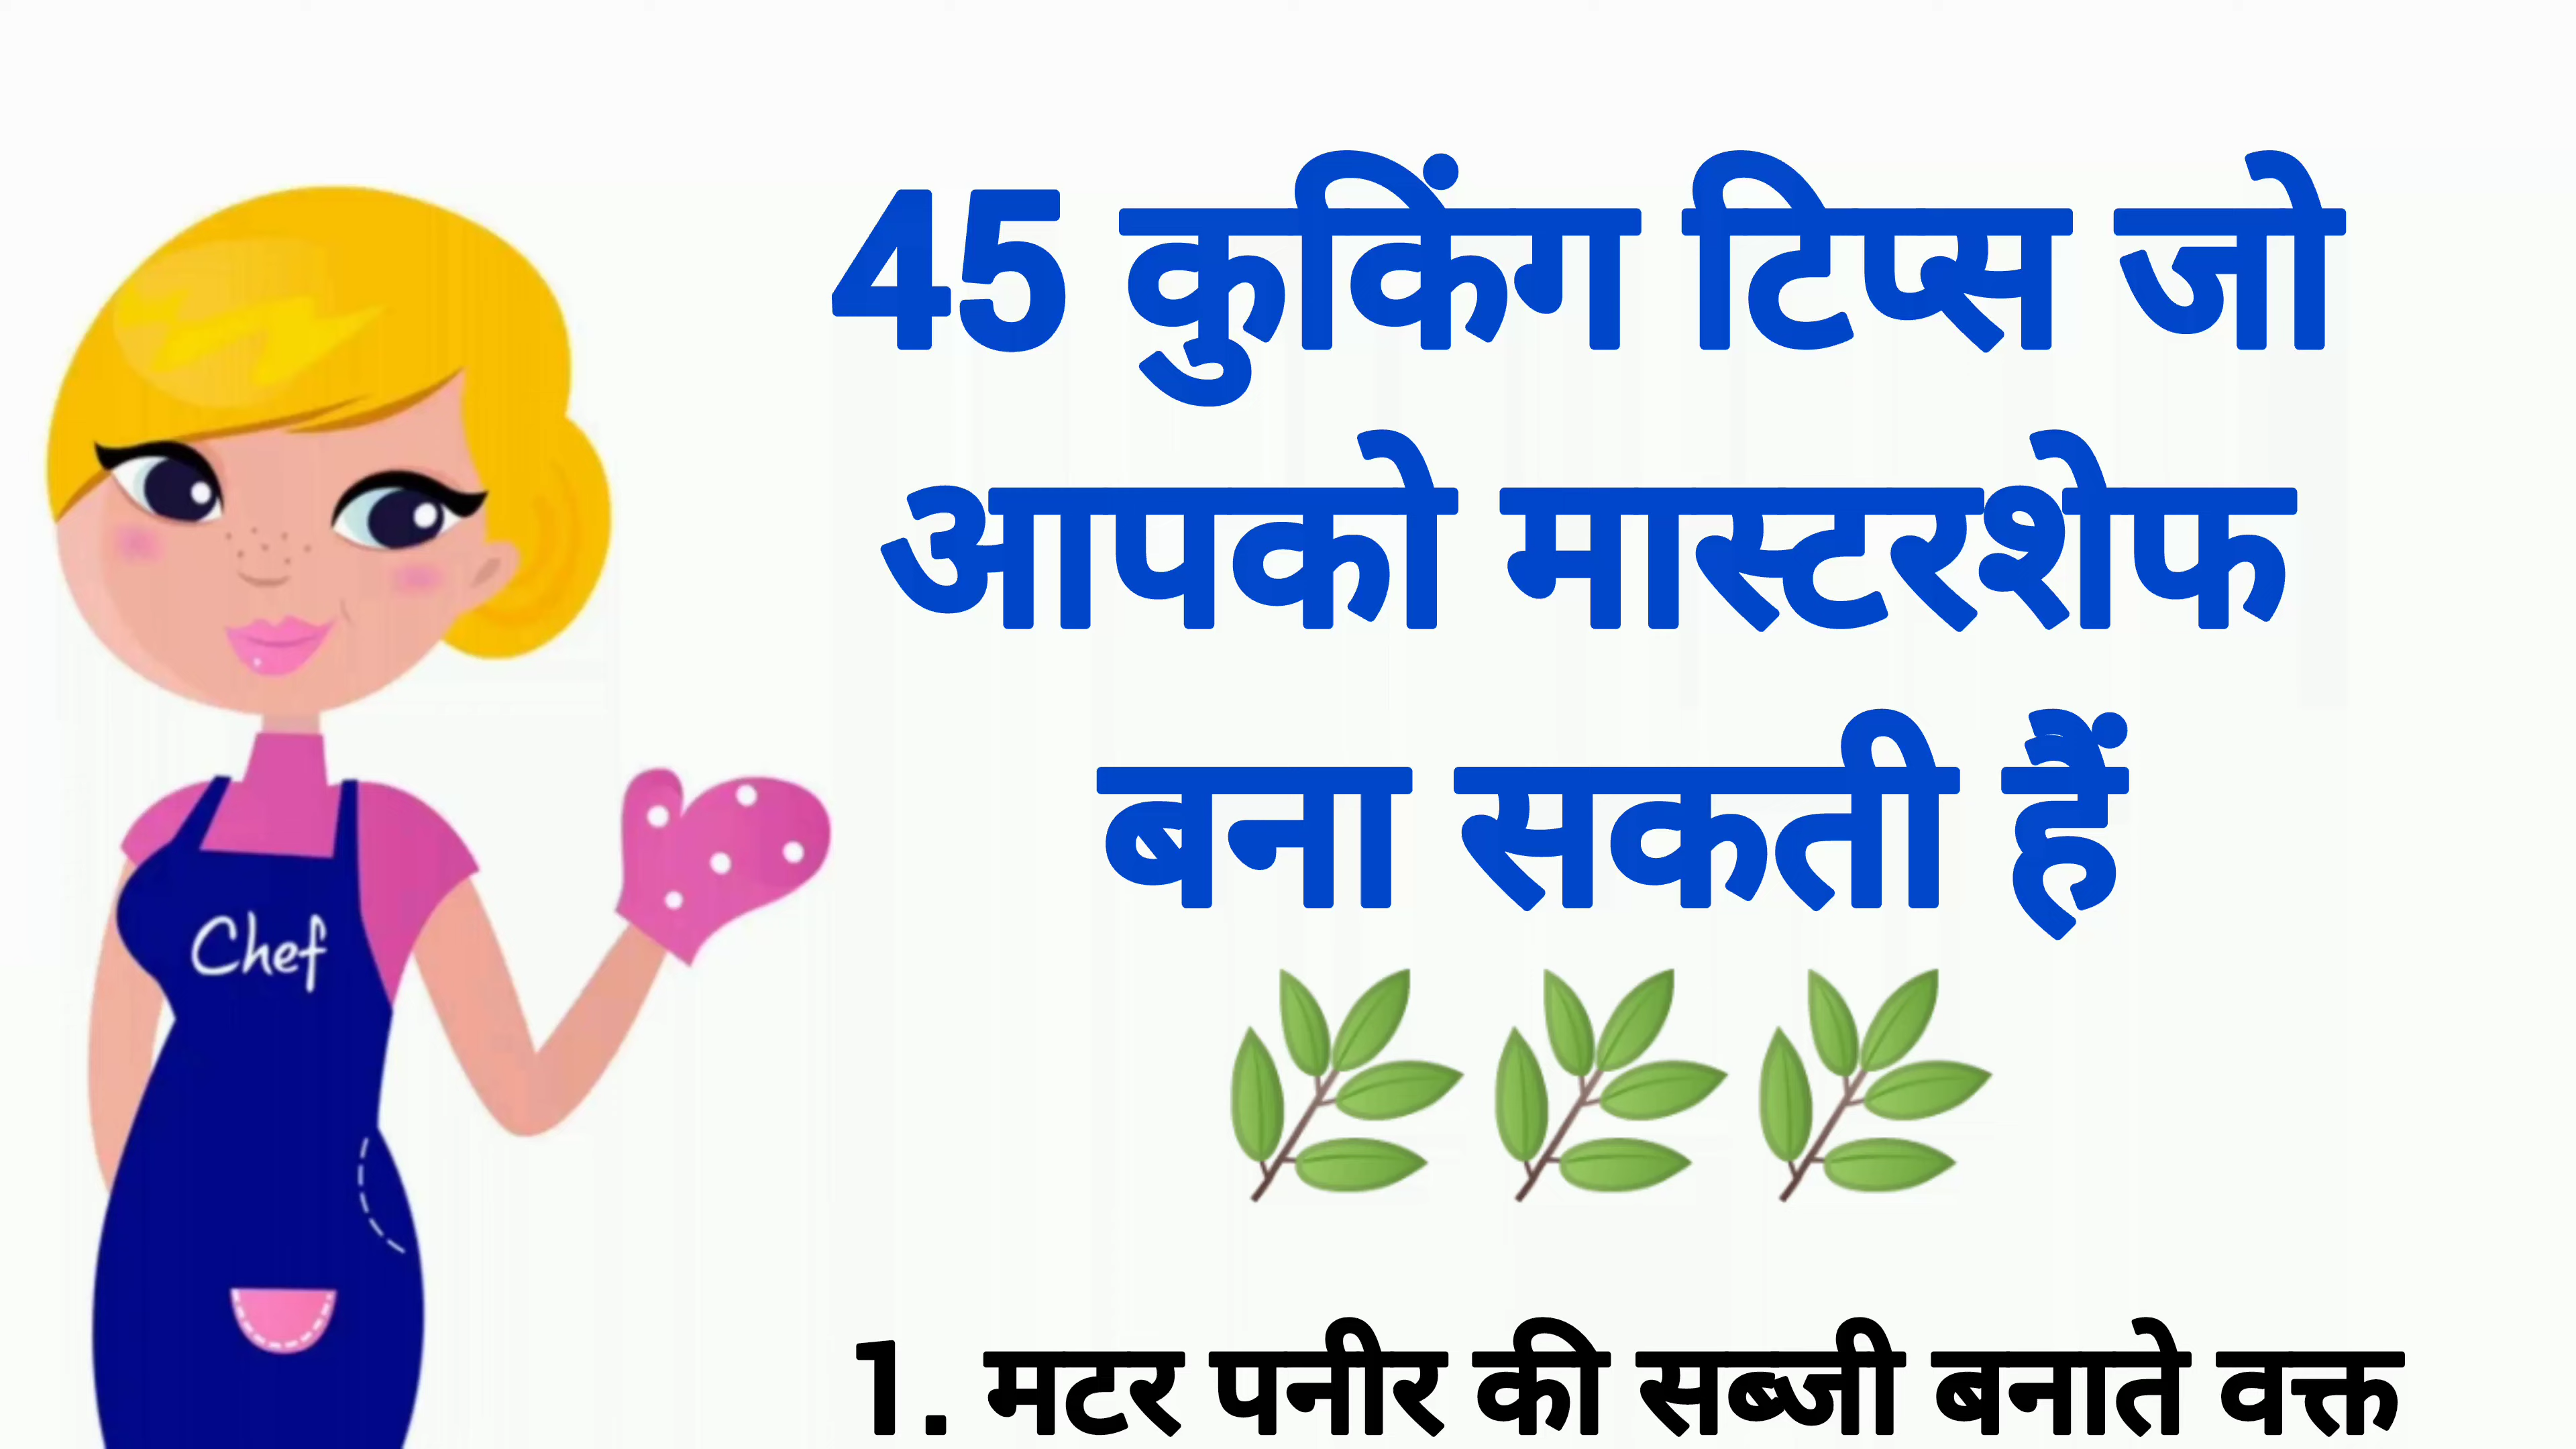 45 कुकिंग टिप्स जो
आपको मास्टरशेफ
बना सकती हैं
Chef
1. मटर पनीर की सब्जी बनाते वक्त